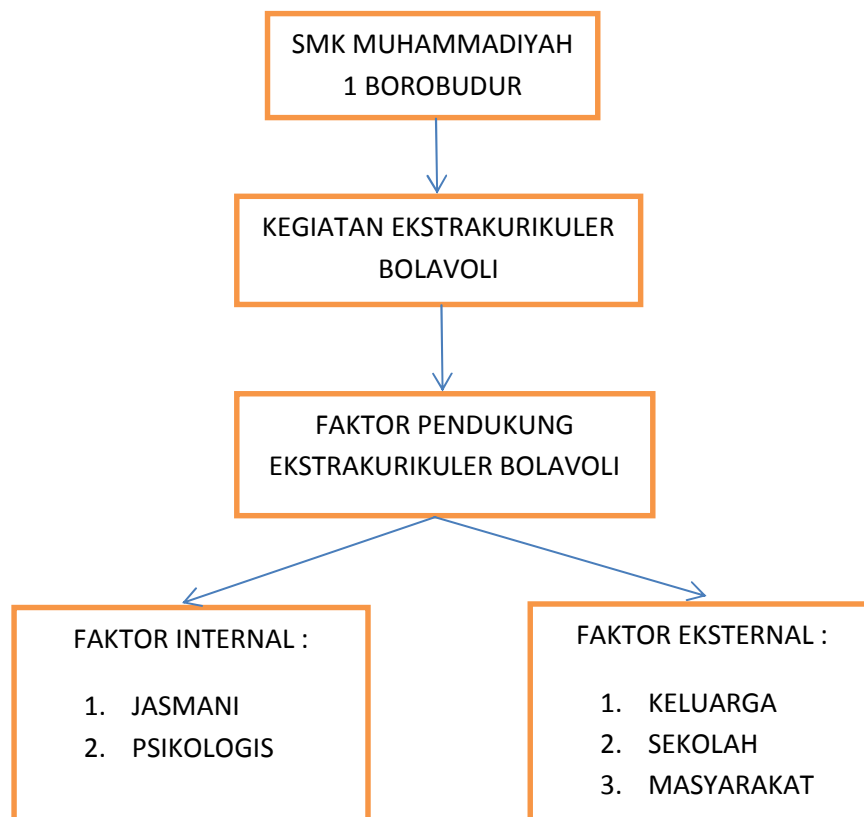 SMK MUHAMMADIYAH
1 BOROBUDUR
KEGIATAN EKSTRAKURIKULER
BOLAVOLI
FAKTOR PENDUKUNG
EKSTRAKURIKULER BOLAVOLI
FAKTOR INTERNAL :
1. JASMANI
2. PSIKOLOGIS
FAKTOR EKSTERNAL :
1. KELUARGA
2. SEKOLAH
3. MASYARAKAT